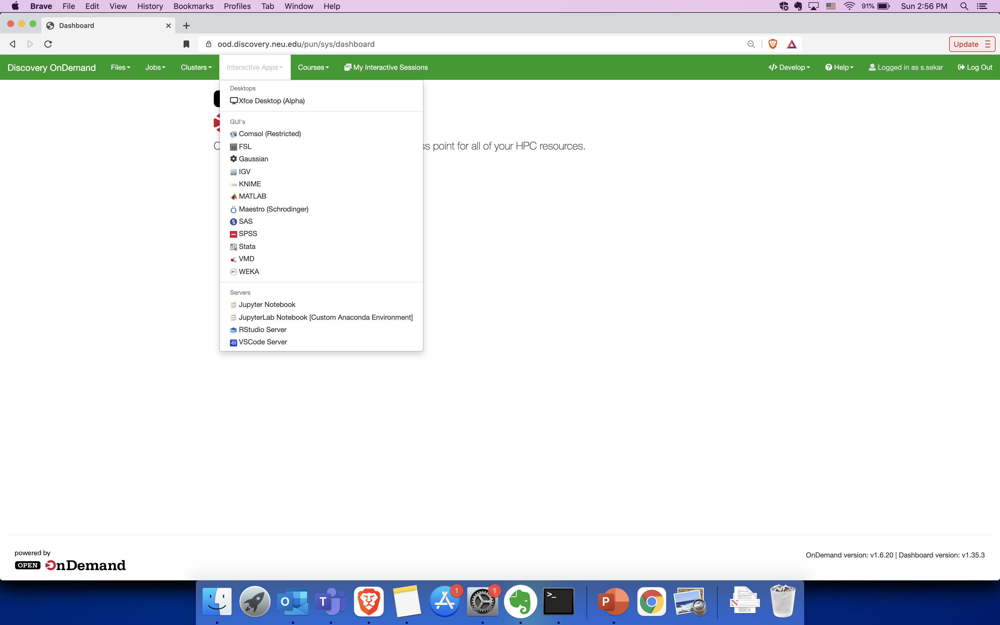 Brave File Edit View History Bookmarks Profiles Tab Window Help 91% Sun 2:56 PM
Dashboard
ood.discovery.neu.edu/pun/sys/dashboard Update
Discovery OnDemand Files Jobs Clusters Interactive Apps Courses My Interactive Sessions </> Develop Help Logged in as s.sekar Log Out
Desktops
Xfce Desktop (Alpha)
GUI's
Comsol (Restricted)
ss point for all of your HPC resources.
FSL
Gaussian
IGV
KNIME
MATLAB
Maestro (Schrodinger)
SAS
SPSS
Stata
VMD
WEKA
Servers
Jupyter Notebook
JupyterLab Notebook [Custom Anaconda Environment]
RStudio Server
VSCode Server
powered by
OPEN OnDemand
OnDemand version: v1.6.20 | Dashboard version: v1.35.3
1 1
O T >_ P N DOCX